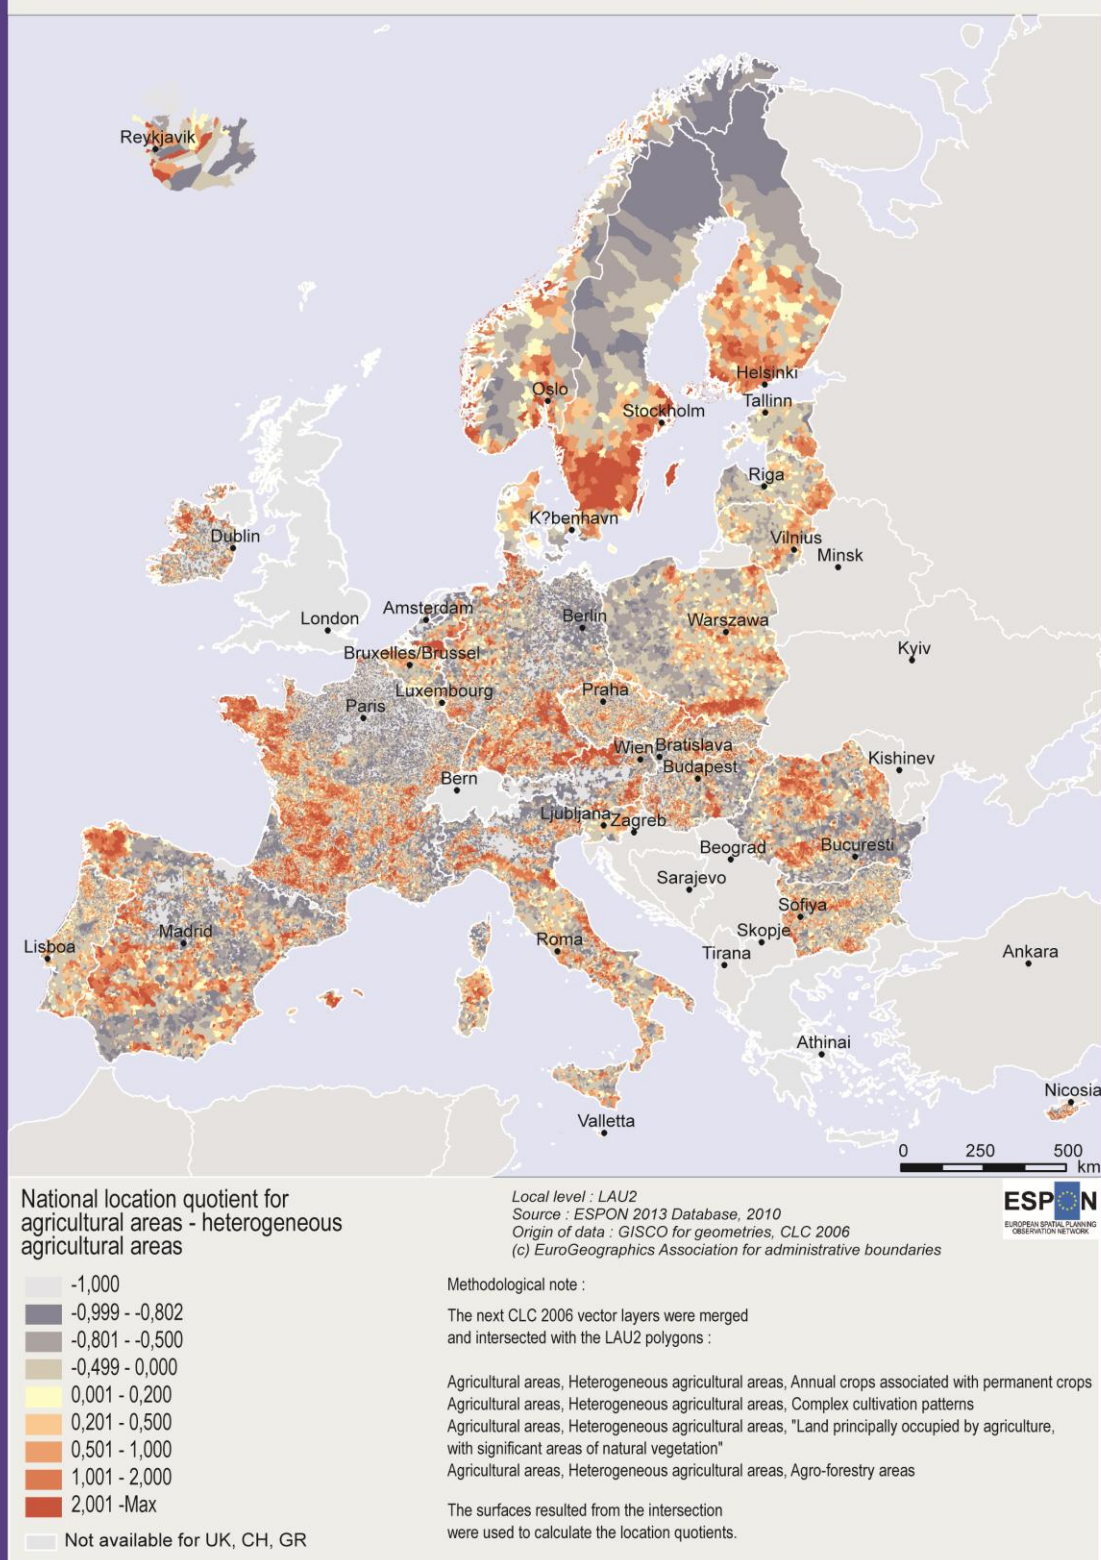 Reykjavik
Helsinki
Oslo
Tallinn
Stockholm
Riga
K?benhavn
Dublin
Vilnius
Minsk
Amsterdam
London
Berlin
Warszawa
Bruxelles/Brussel
Kyiv
Luxembourg
Praha
Paris
Wien
Bratislava
Kishinev
Budapest
Bern
Ljubljana
Zagreb
Beograd
Bucuresti
Sarajevo
Sofiya
Skopje
Madrid
Lisboa
Roma
Tirana
Ankara
Athinai
Nicosia
Valletta
0 250 500
km
National location quotient for
agricultural areas - heterogeneous
agricultural areas
-1,000
-0,999 - -0,802
-0,801 - -0,500
-0,499 - 0,000
0,001 - 0,200
0,201 - 0,500
0,501 - 1,000
1,001 - 2,000
2,001 -Max
Not available for UK, CH, GR
Local level : LAU2
Source : ESPON 2013 Database, 2010
Origin of data : GISCO for geometries, CLC 2006
(c) EuroGeographics Association for administrative boundaries
ESPON
EUROPEAN SPATIAL PLANNING
OBSERVATION NETWORK
Methodological note :
The next CLC 2006 vector layers were merged
and intersected with the LAU2 polygons :
Agricultural areas, Heterogeneous agricultural areas, Annual crops associated with permanent crops
Agricultural areas, Heterogeneous agricultural areas, Complex cultivation patterns
Agricultural areas, Heterogeneous agricultural areas, "Land principally occupied by agriculture,
with significant areas of natural vegetation"
Agricultural areas, Heterogeneous agricultural areas, Agro-forestry areas
The surfaces resulted from the intersection
were used to calculate the location quotients.